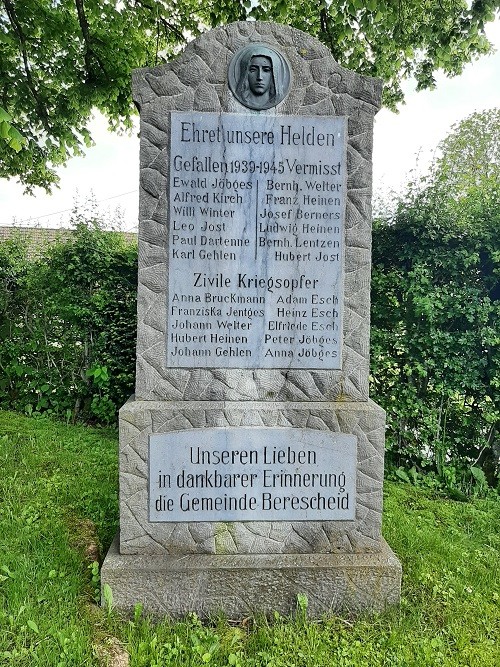 Ehret unsere Helden
Gefallen 1939-1945 Vermisst
Ewald Jöbges Bernh. Welter
Alfred Kirch Franz Heinen
Willi Winter Josef Berners
Leo Jost Ludwig Heinen
Paul Dartenne Bernh. Lentzen
Karl Gehlen Hubert Jost
Zivile Kriegsopfer
Anna Bruckmann Adam Esch
Franziska Jentges Heinz Esch
Johann Welter Elfriede Esch
Hubert Heinen Peter Jöbges
Johann Gehlen Anna Jöbges
Unseren Lieben
in dankbarer Erinnerung
die Gemeinde Berescheid